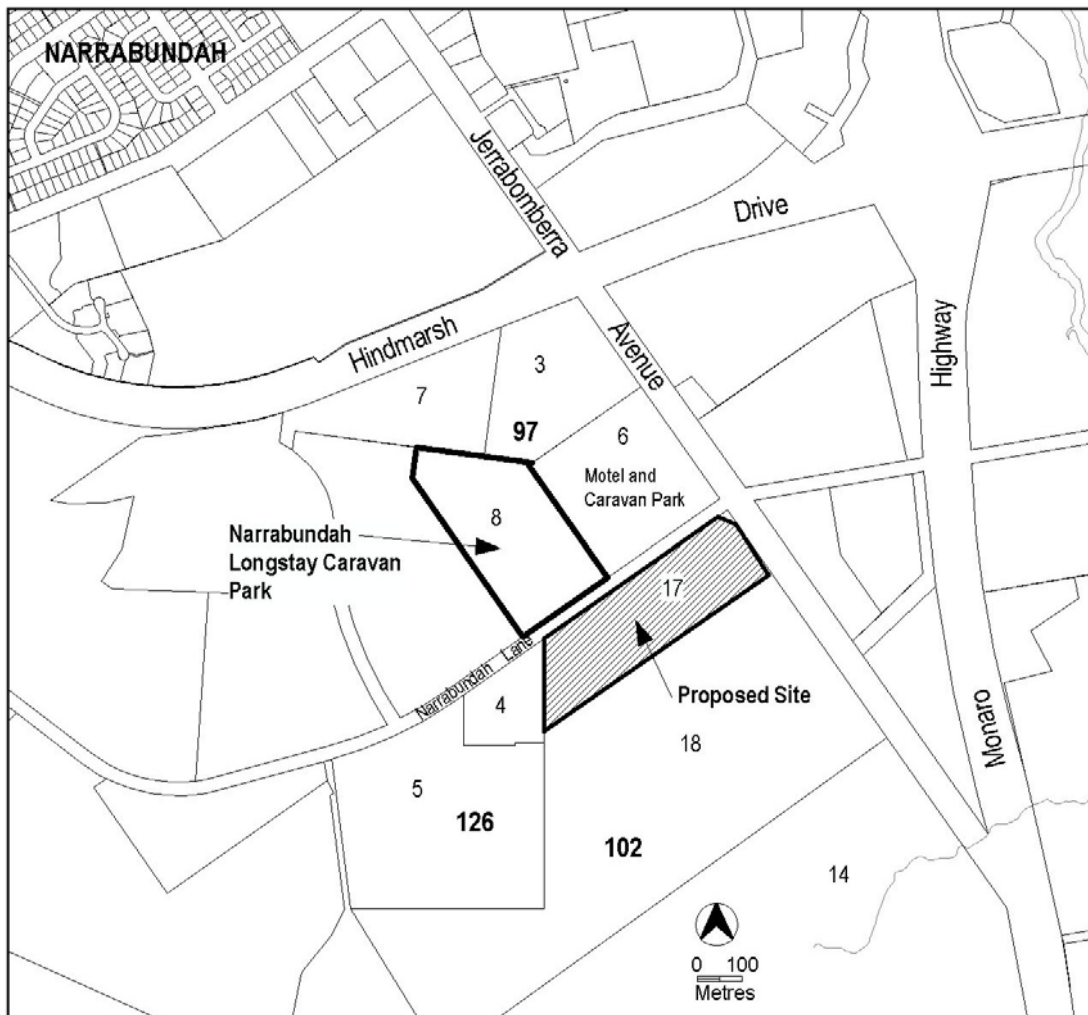 NARRABUNDAH
Jerrabomberra
Drive
Hindmarsh
Avenue
Highway
3
7
97
6
Motel and
Caravan Park
8
Narrabundah
Longstay Caravan
Park
17
Narrabundah Lane
4
Proposed Site
18
Monaro
5
126
102
14
0 100
Metres